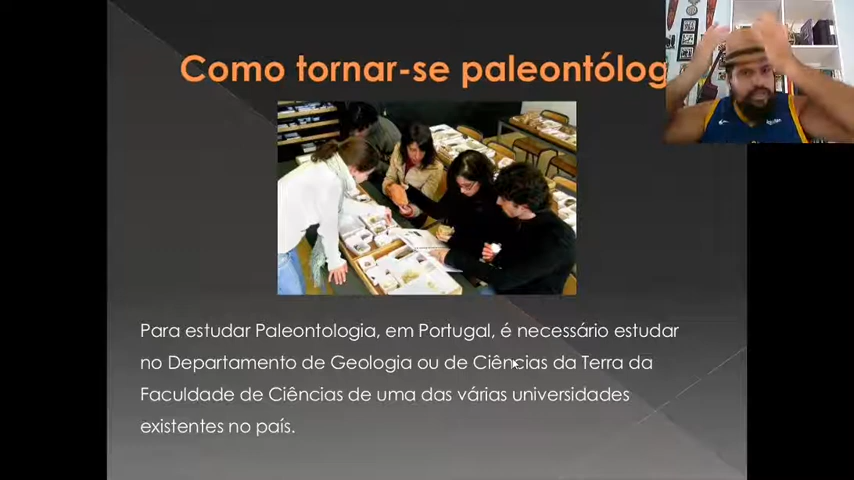 Como tornar-se paleontólog
Para estudar Paleontologia, em Portugal, é necessário estudar
no Departamento de Geologia ou de Ciências da Terra da
Faculdade de Ciências de uma das várias universidades
existentes no país.